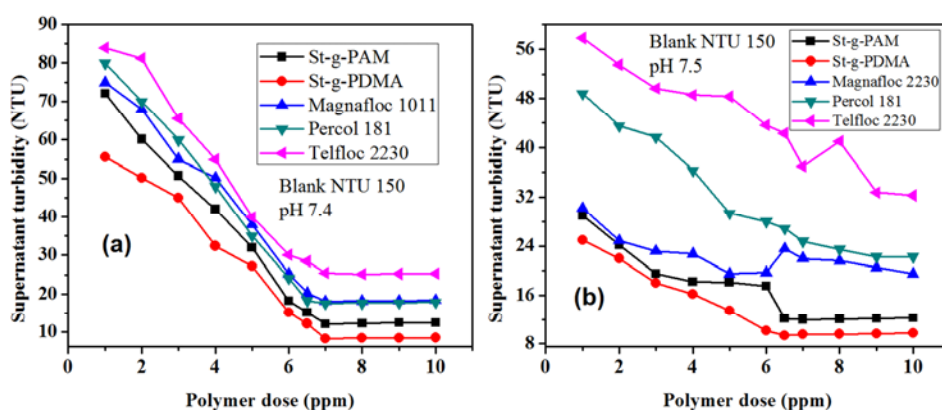 90
80
70
60
50
40
30
20
10
0
2
4
6
8
10
Supernatant turbidity (NTU)
Polymer dose (ppm)
St-g-PAM
St-g-PDMA
Magnafloc 1011
Percol 181
Telfloc 2230
Blank NTU 150
pH 7.4
(a)
56
48
40
32
24
16
8
0
2
4
6
8
10
Supernatant turbidity (NTU)
Polymer dose (ppm)
Blank NTU 150
pH 7.5
St-g-PAM
St-g-PDMA
Magnafloc 2230
Percol 181
Telfloc 2230
(b)